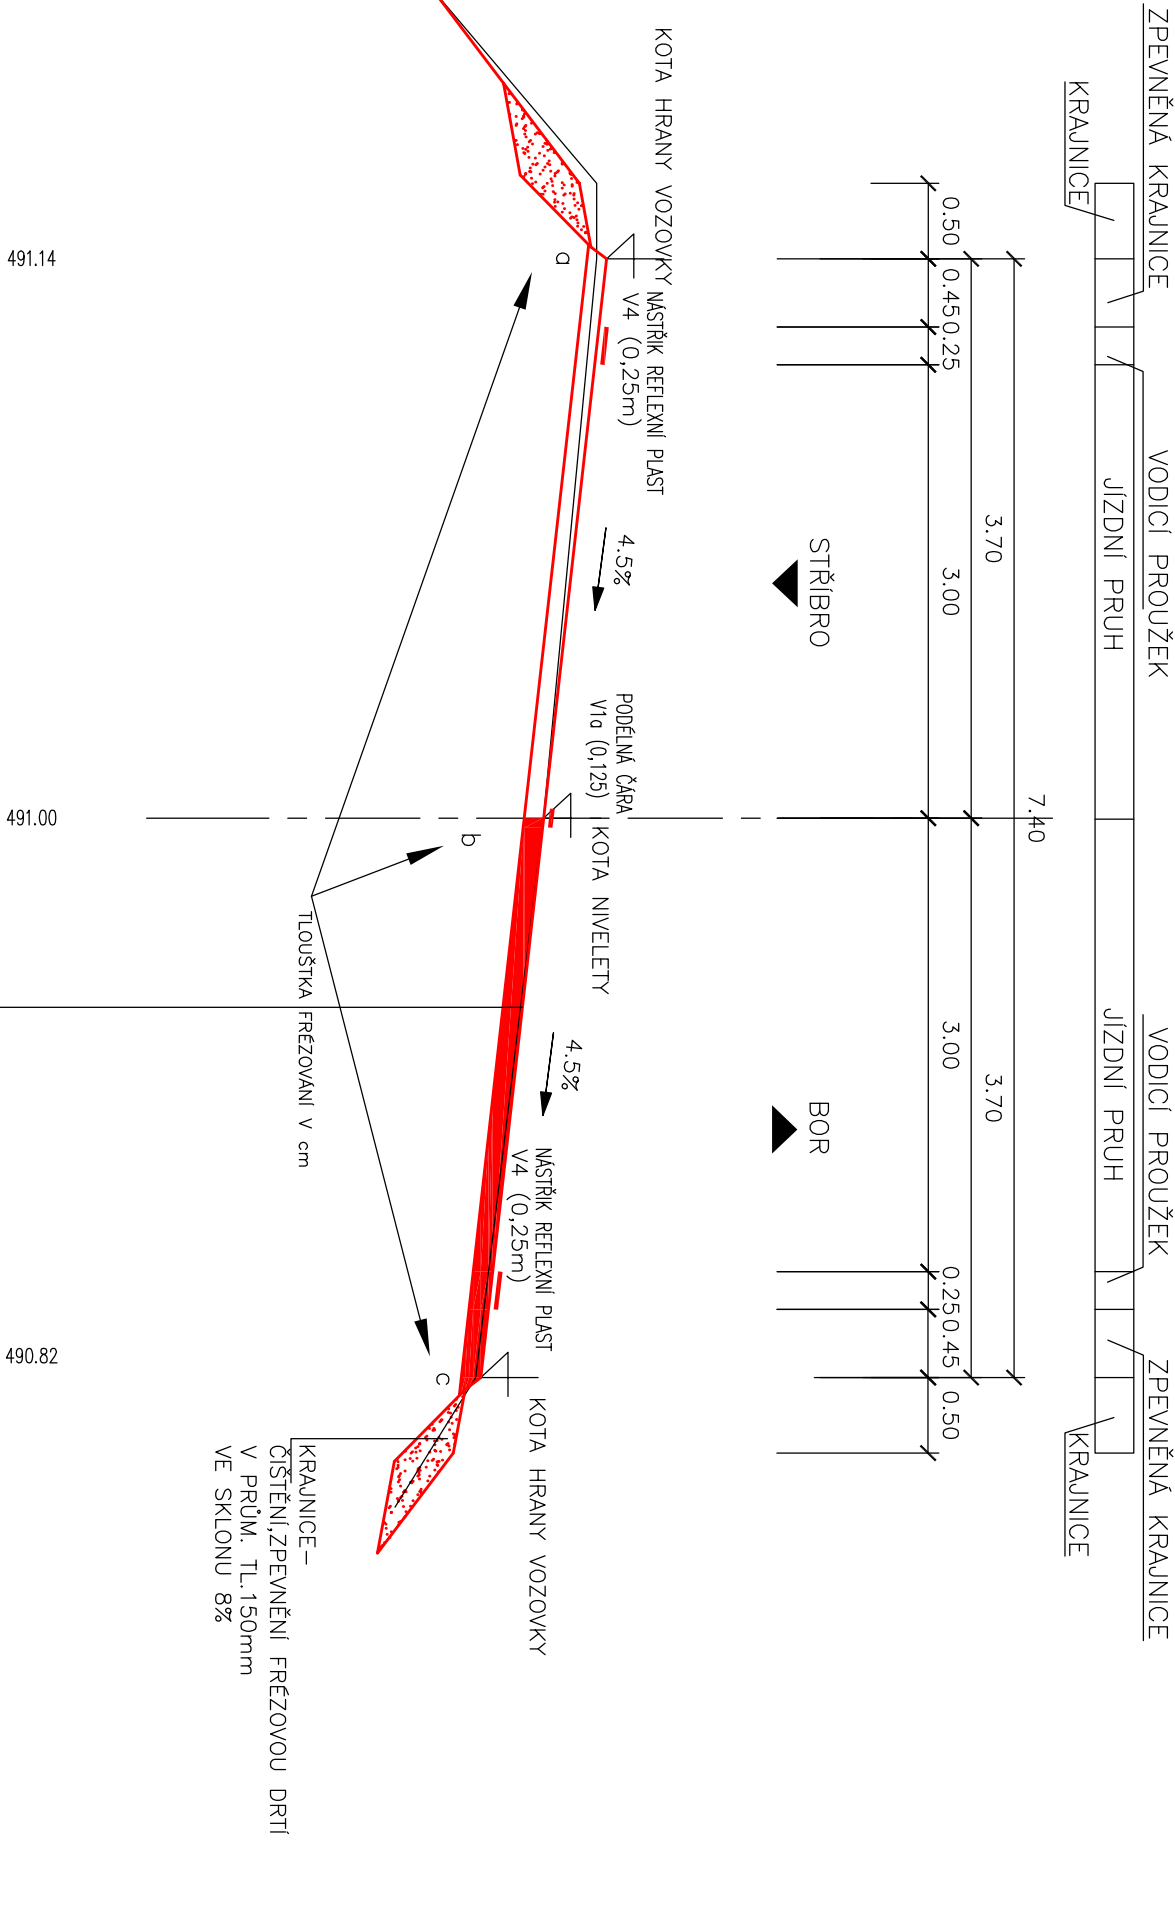 ZPEVNĚNÁ KRAJNICE
VODICÍ PROUŽEK
VODICÍ PROUŽEK
ZPEVNĚNÁ KRAJNICE
JÍZDNÍ PRUH
JÍZDNÍ PRUH
KRAJNICE
KRAJNICE
7.40
3.70
3.70
0.50
0.45
0.25
3.00
3.00
0.25
0.45
0.50
STŘÍBRO
BOR
KOTA HRANY VOZOVKY
NÁSTŘIK REFLEXNÍ PLAST
V4 (0,25m)
4.5%
PODÉLNÁ ČÁRA
V1a (0,125)
KOTA NIVELETY
4.5%
NÁSTŘIK REFLEXNÍ PLAST
V4 (0,25m)
KOTA HRANY VOZOVKY
a
b
c
TLOUŠTKA FRÉZOVÁNÍ V cm
KRAJNICE–
ČIŠTĚNÍ,ZPEVNĚNÍ FRÉZOVOU DRTÍ
V PRŮM. TL.150mm
VE SKLONU 8%
491.14
491.00
490.82